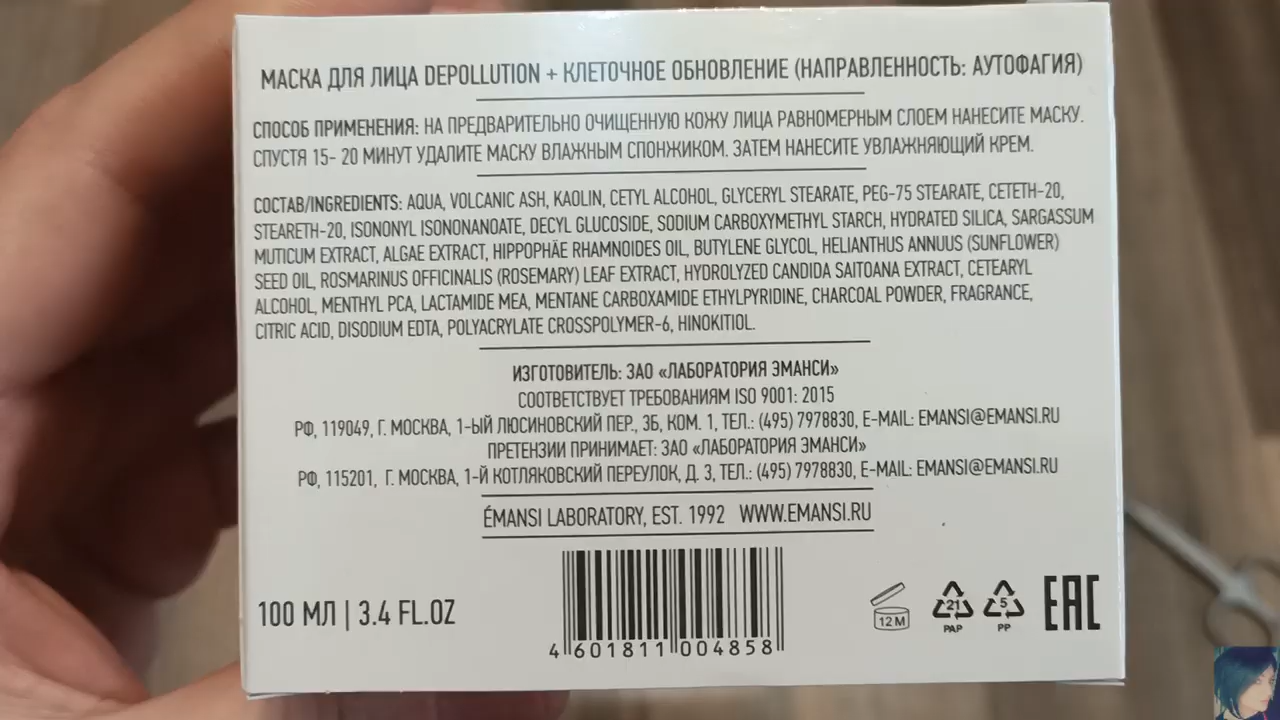 МАСКА ДЛЯ ЛИЦА DEPOLLUTION + КЛЕТОЧНОЕ ОБНОВЛЕНИЕ (НАПРАВЛЕННОСТЬ: АУТОФАГИЯ)
СПОСОБ ПРИМЕНЕНИЯ: НА ПРЕДВАРИТЕЛЬНО ОЧИЩЕННУЮ КОЖУ ЛИЦА РАВНОМЕРНЫМ СЛОЕМ НАНЕСИТЕ МАСКУ.
СПУСТЯ 15- 20 МИНУТ УДАЛИТЕ МАСКУ ВЛАЖНЫМ СПОНЖИКОМ. ЗАТЕМ НАНЕСИТЕ УВЛАЖНЯЮЩИЙ КРЕМ.
СОСТАВ/INGREDIENTS: AQUA, VOLCANIC ASH, KAOLIN, CETYL ALCOHOL, GLYCERYL STEARATE, PEG-75 STEARATE, CETETH-20,
STEARETH-20, ISONONYL ISONONANOATE, DECYL GLUCOSIDE, SODIUM CARBOXYMETHYL STARCH, HYDRATED SILICA, SARGASSUM
MUTICUM EXTRACT, ALGAE EXTRACT, HIPPOPHÄE RHAMNOIDES OIL, BUTYLENE GLYCOL, HELIANTHUS ANNUUS (SUNFLOWER)
SEED OIL, ROSMARINUS OFFICINALIS (ROSEMARY) LEAF EXTRACT, HYDROLYZED CANDIDA SAITOANA EXTRACT, CETEARYL
ALCOHOL, MENTHYL PCA, LACTAMIDE MEA, MENTANE CARBOXAMIDE ETHYLPYRIDINE, CHARCOAL POWDER, FRAGRANCE,
CITRIC ACID, DISODIUM EDTA, POLYACRYLATE CROSSPOLYMER-6, HINOKITIOL.
ИЗГОТОВИТЕЛЬ: ЗАО «ЛАБОРАТОРИЯ ЭМАНСИ»
СООТВЕТСТВУЕТ ТРЕБОВАНИЯМ ISO 9001: 2015
РФ, 119049, Г. МОСКВА, 1-ЫЙ ЛЮСИНОВСКИЙ ПЕР., 3Б, КОМ. 1, ТЕЛ.: (495) 7978830, E-MAIL: EMANSI@EMANSI.RU
ПРЕТЕНЗИИ ПРИНИМАЕТ: ЗАО «ЛАБОРАТОРИЯ ЭМАНСИ»
РФ, 115201, Г. МОСКВА, 1-Й КОТЛЯКОВСКИЙ ПЕРЕУЛОК, Д. 3, ТЕЛ.: (495) 7978830, E-MAIL: EMANSI@EMANSI.RU
ÉMANSI LABORATORY, EST. 1992 WWW.EMANSI.RU
100 МЛ | 3.4 FL.OZ
4 601811 004858
12 M
21
PAP
5
PP
EAC